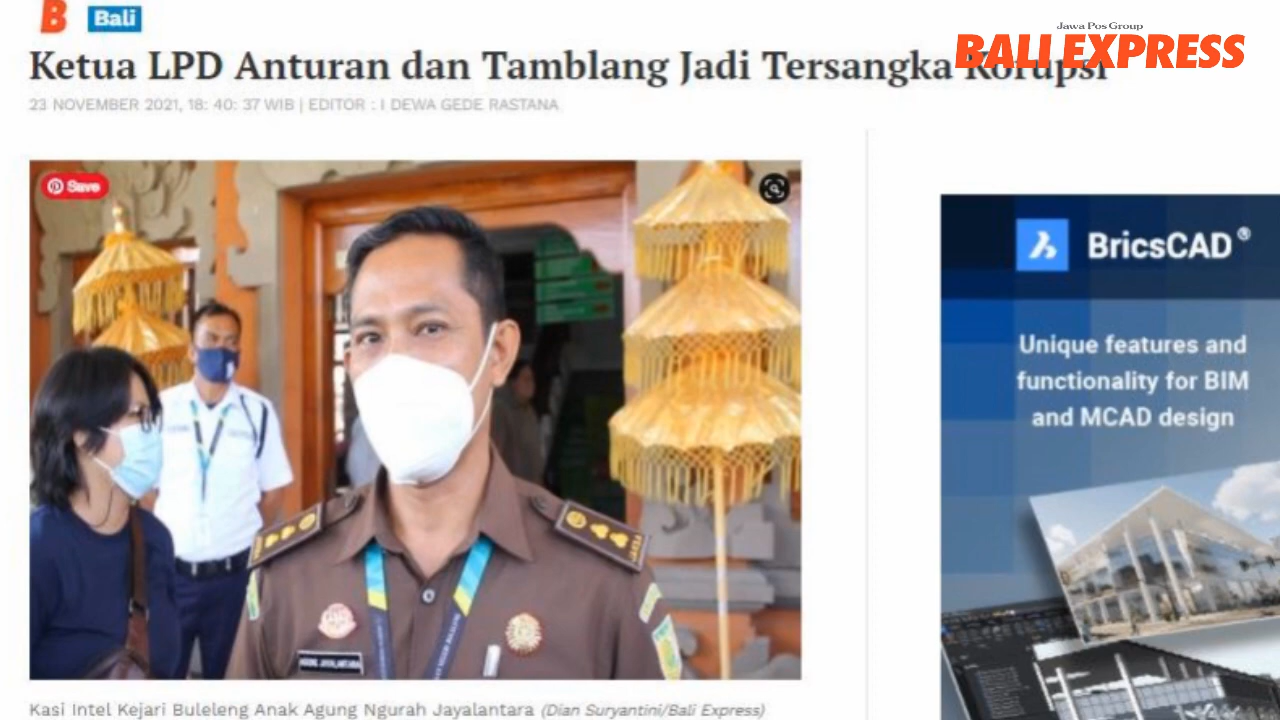 B Bali
Jawa Pos Group
BALI EXPRESS
Ketua LPD Anturan dan Tamblang Jadi Tersangka Korupsi
23 NOVEMBER 2021, 18: 40: 37 WIB | EDITOR : I DEWA GEDE RASTANA
Save
BricsCAD®
Unique features and
functionality for BIM
and MCAD design
Kasi Intel Kejari Buleleng Anak Agung Ngurah Jayalantara (Dian Suryantini/Bali Express)